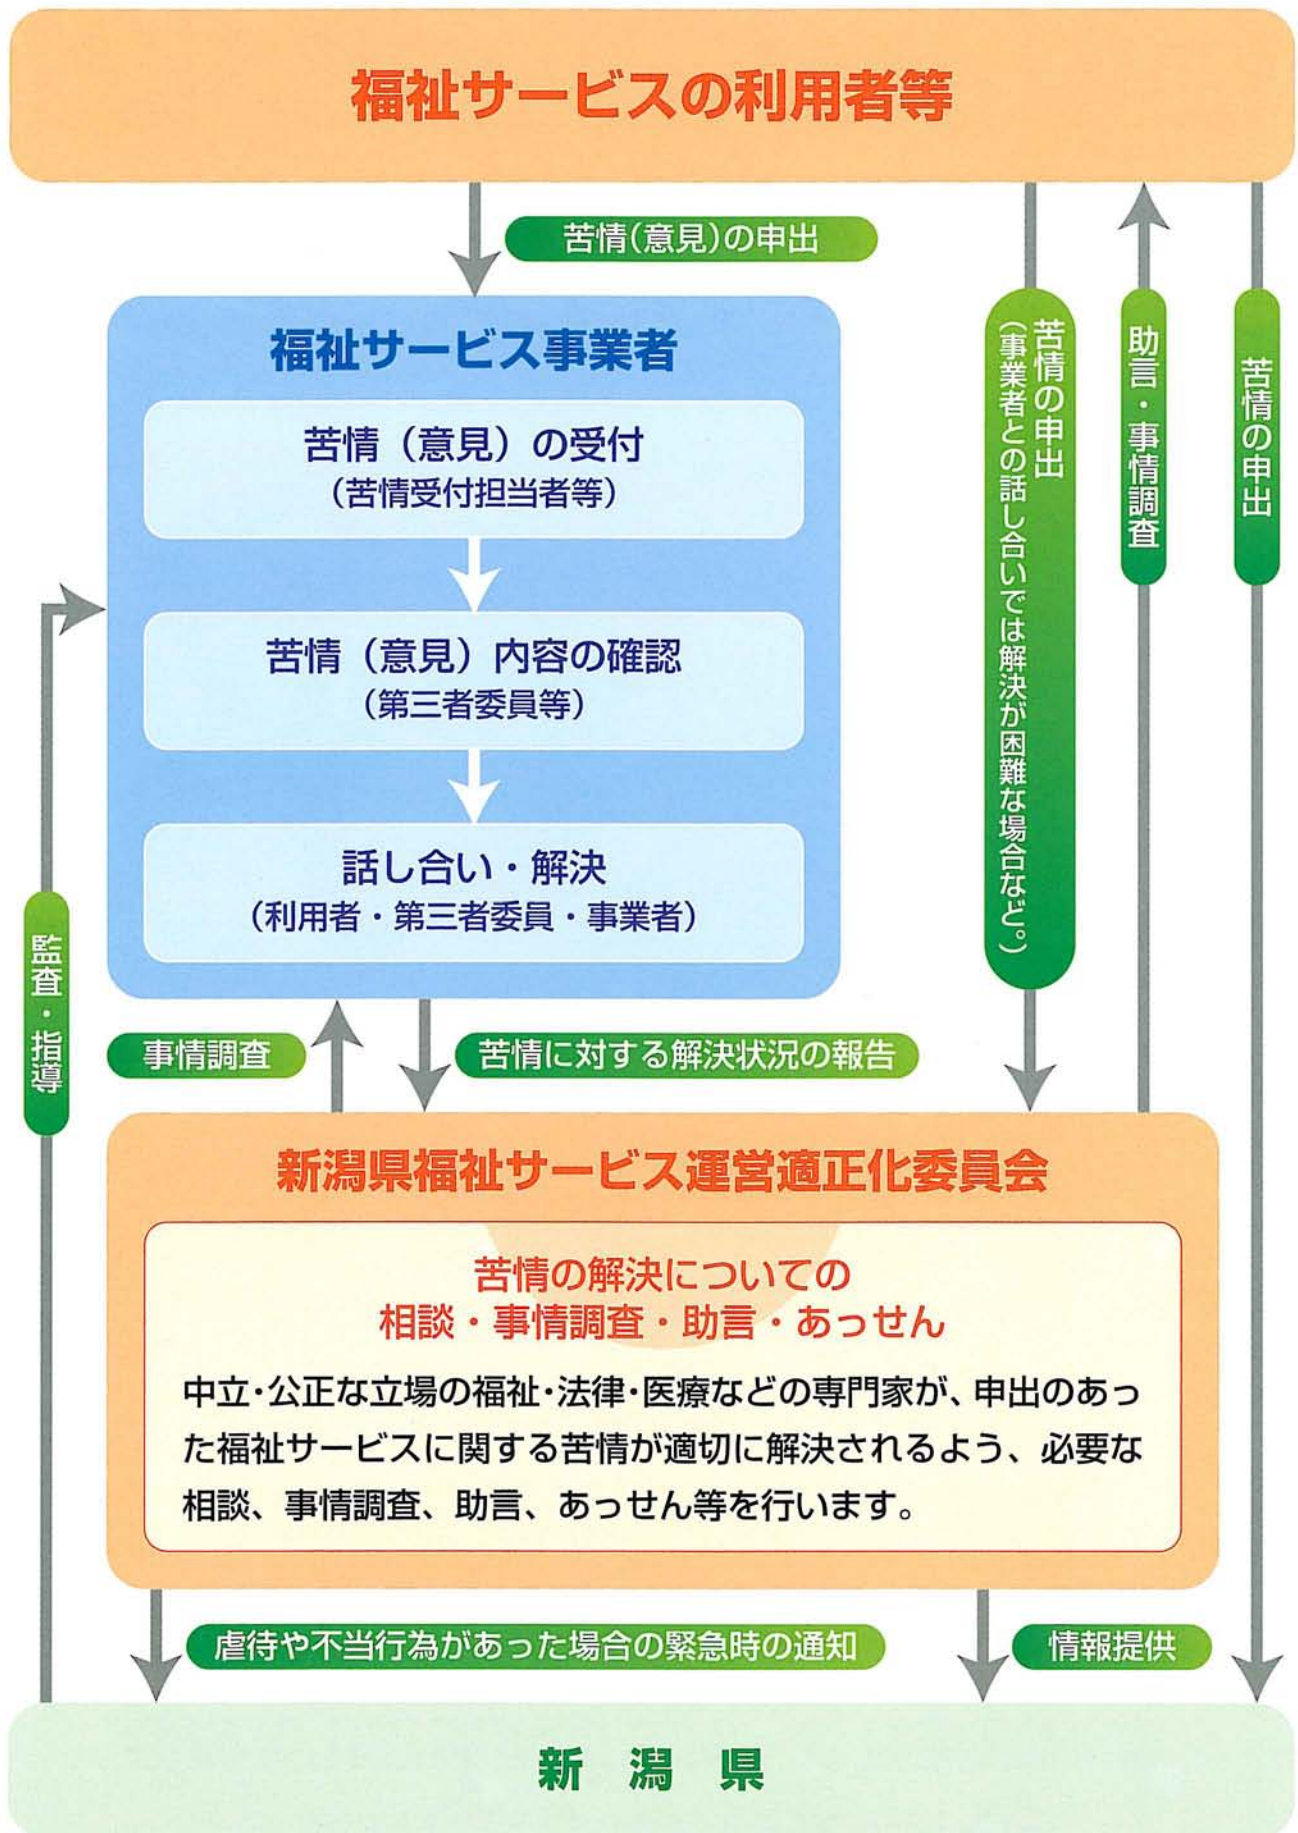 福祉サービスの利用者等
苦情(意見)の申出
福祉サービス事業者
苦情（意見）の受付
（苦情受付担当者等）
苦情（意見）内容の確認
（第三者委員等）
話し合い・解決
（利用者・第三者委員・事業者）
苦情の申出
（事業者との話し合いでは解決が困難な場合など。）
助言・事情調査
苦情の申出
監査・指導
事情調査
苦情に対する解決状況の報告
新潟県福祉サービス運営適正化委員会
苦情の解決についての
相談・事情調査・助言・あっせん
中立・公正な立場の福祉・法律・医療などの専門家が、申出のあっ
た福祉サービスに関する苦情が適切に解決されるよう、必要な
相談、事情調査、助言、あっせん等を行います。
虐待や不当行為があった場合の緊急時の通知
情報提供
新潟県